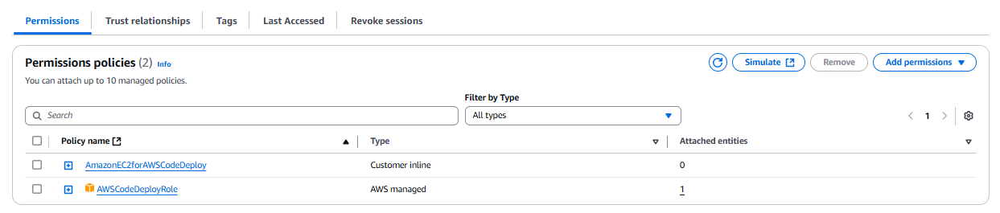 Permissions Trust relationships Tags Last Accessed Revoke sessions
Permissions policies (2) Info Simulate Remove Add permissions
You can attach up to 10 managed policies.
Filter by Type
Search All types 1
Policy name Type Attached entities
AmazonEC2forAWSCodeDeploy Customer inline 0
AWSCodeDeployRole AWS managed 1